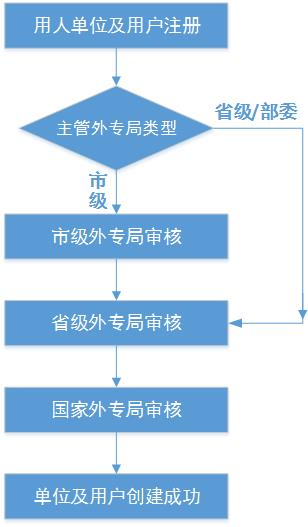 用人单位及用户注册
省级/部委
主管外专局类型
市
级
市级外专局审核
省级外专局审核
国家外专局审核
单位及用户创建成功